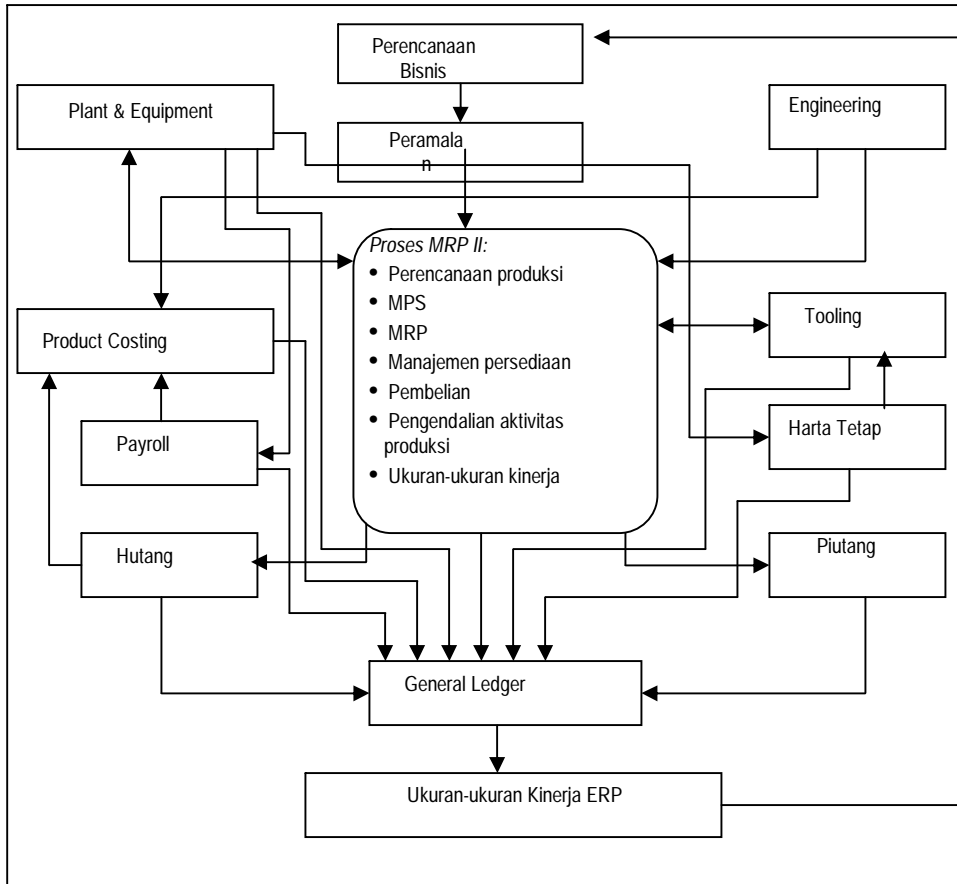 Perencanaan
Bisnis
Plant & Equipment
Engineering
Peramala
n
Proses MRP II:
• Perencanaan produksi
• MPS
• MRP
• Manajemen persediaan
• Pembelian
• Pengendalian aktivitas
produksi
• Ukuran-ukuran kinerja
Product Costing
Tooling
Payroll
Harta Tetap
Hutang
Piutang
General Ledger
Ukuran-ukuran Kinerja ERP